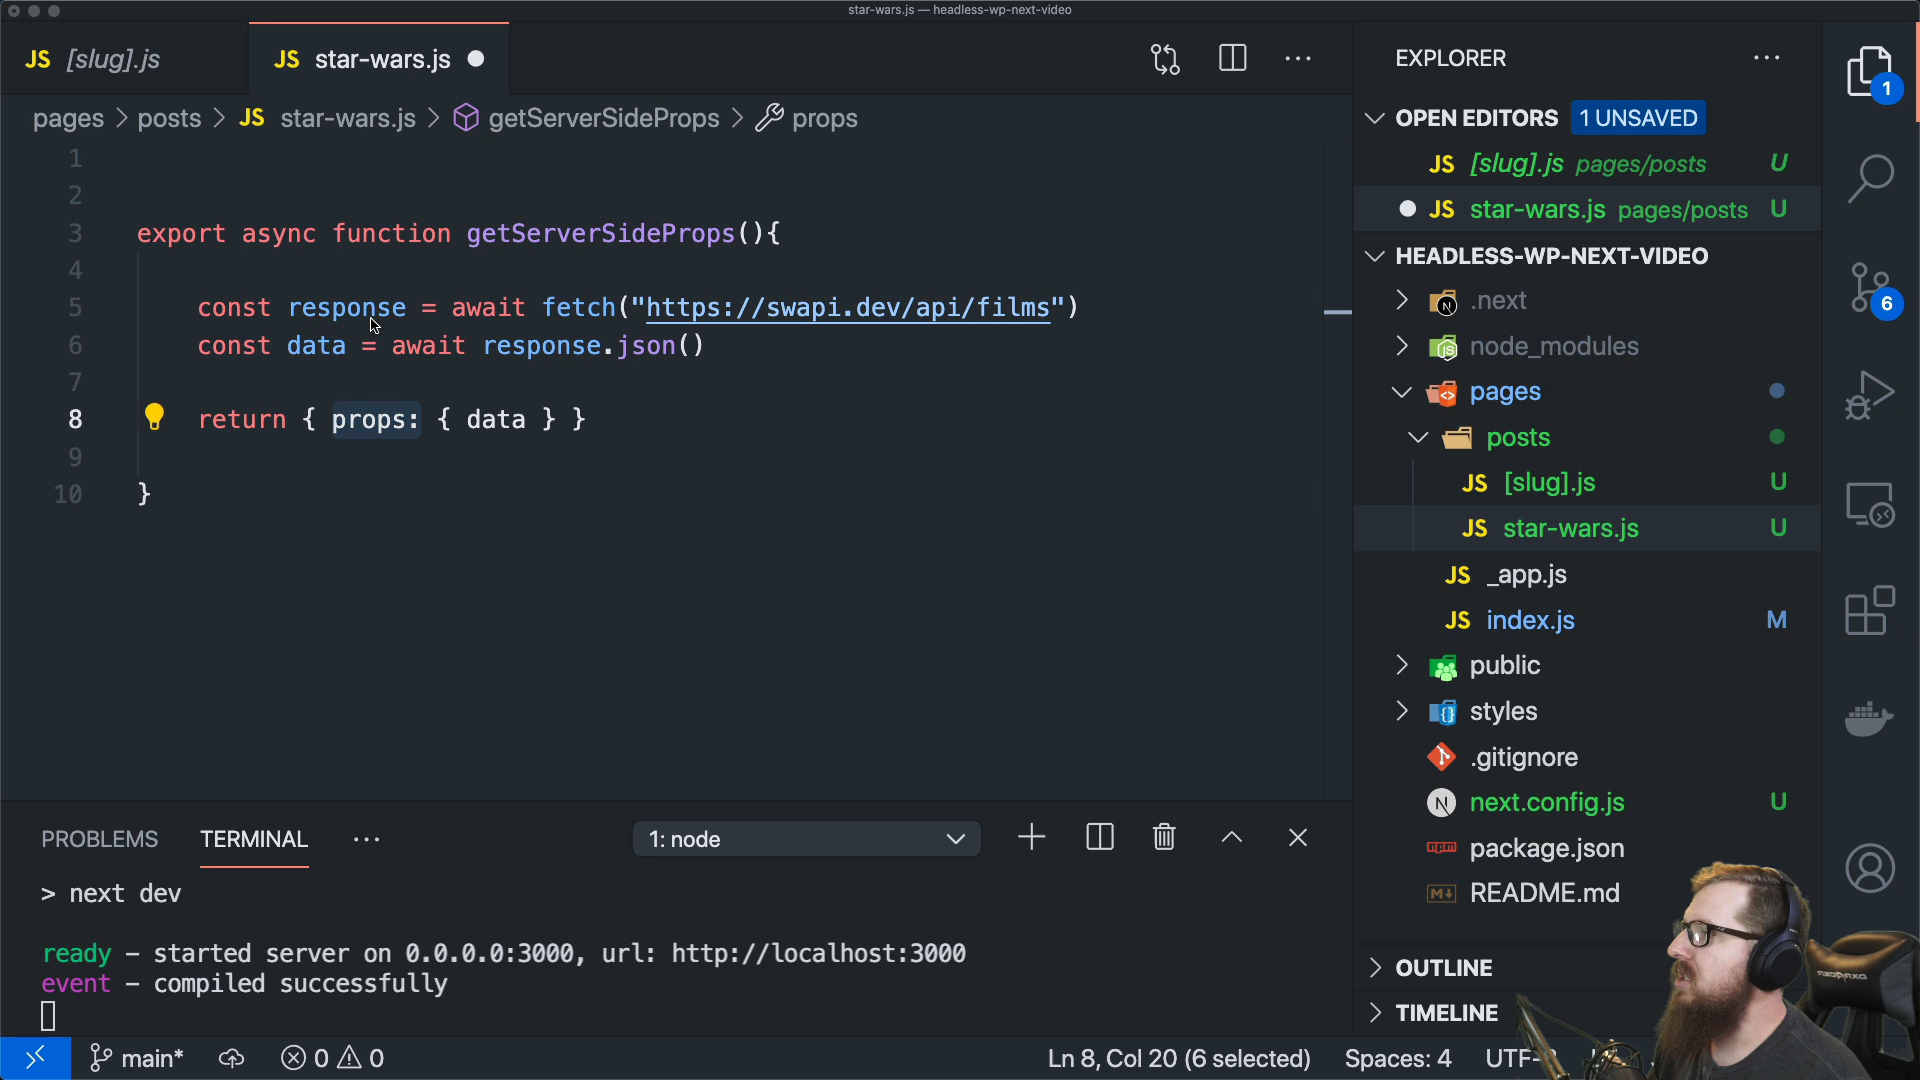 star-wars.js — headless-wp-next-video
JS [slug].js
JS star-wars.js
pages > posts > JS star-wars.js > getServerSideProps > props
1
2
3 export async function getServerSideProps(){
4
5 const response = await fetch("https://swapi.dev/api/films")
6 const data = await response.json()
7
8 return { props: { data } }
9
10 }
PROBLEMS TERMINAL ···
1: node
> next dev
ready – started server on 0.0.0.0:3000, url: http://localhost:3000
event – compiled successfully
EXPLORER ···
OPEN EDITORS 1 UNSAVED
JS [slug].js pages/posts U
JS star-wars.js pages/posts U
HEADLESS-WP-NEXT-VIDEO
.next
node_modules
pages
posts
JS [slug].js U
JS star-wars.js U
JS _app.js
JS index.js M
public
styles
.gitignore
N next.config.js U
package.json
M↓ README.md
OUTLINE
TIMELINE
1
6
main* 0 0
Ln 8, Col 20 (6 selected) Spaces: 4